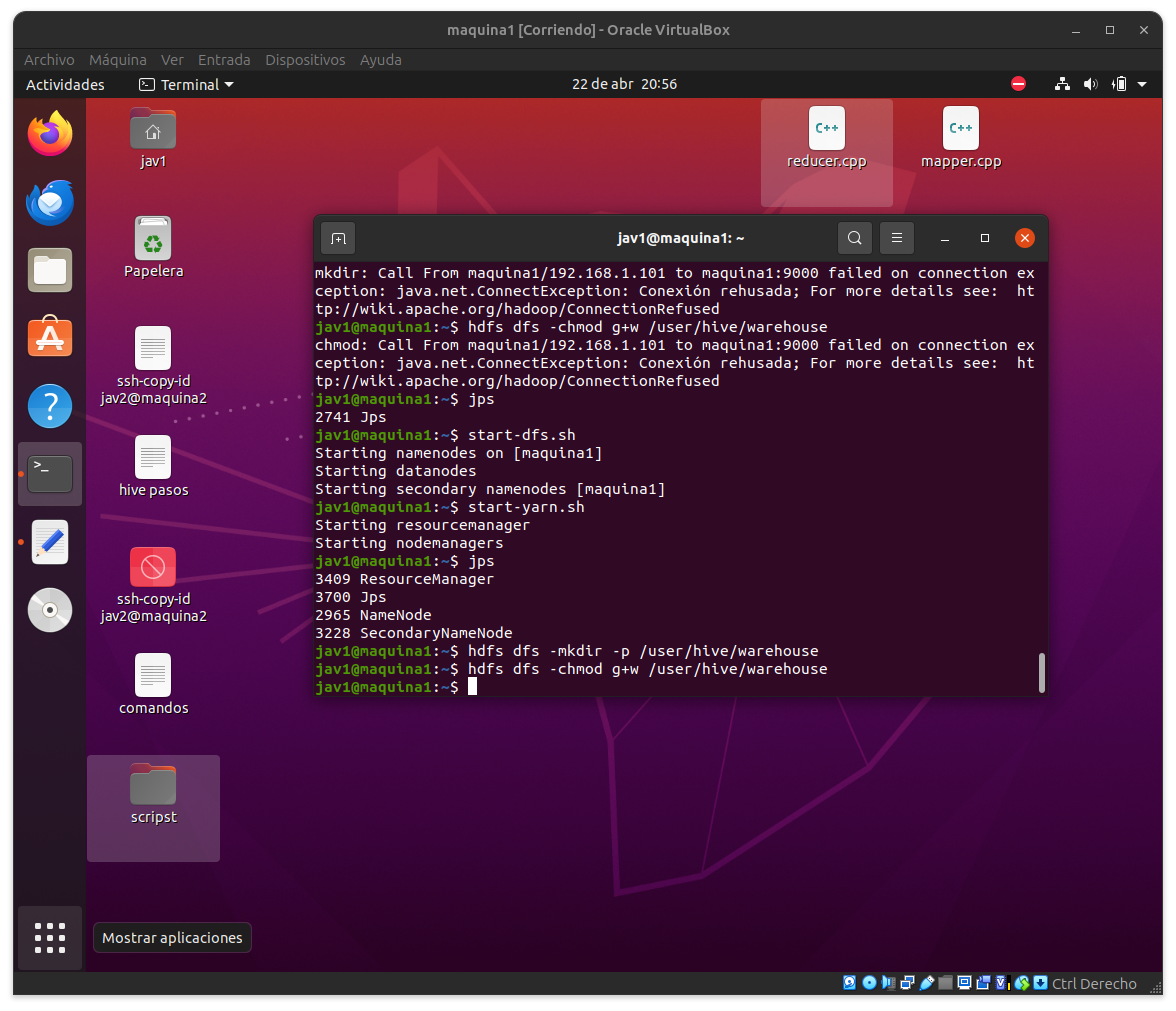 maquina1 [Corriendo] - Oracle VirtualBox
Archivo Máquina Ver Entrada Dispositivos Ayuda
Actividades Terminal 22 de abr 20:56
jav1
C++
reducer.cpp
C++
mapper.cpp
Papelera
ssh-copy-id
jav2@maquina2
hive pasos
ssh-copy-id
jav2@maquina2
comandos
scripst
Mostrar aplicaciones
jav1@maquina1: ~
mkdir: Call From maquina1/192.168.1.101 to maquina1:9000 failed on connection ex
ception: java.net.ConnectException: Conexión rehusada; For more details see:  ht
tp://wiki.apache.org/hadoop/ConnectionRefused
jav1@maquina1:~$ hdfs dfs -chmod g+w /user/hive/warehouse
chmod: Call From maquina1/192.168.1.101 to maquina1:9000 failed on connection ex
ception: java.net.ConnectException: Conexión rehusada; For more details see:  ht
tp://wiki.apache.org/hadoop/ConnectionRefused
jav1@maquina1:~$ jps
2741 Jps
jav1@maquina1:~$ start-dfs.sh
Starting namenodes on [maquina1]
Starting datanodes
Starting secondary namenodes [maquina1]
jav1@maquina1:~$ start-yarn.sh
Starting resourcemanager
Starting nodemanagers
jav1@maquina1:~$ jps
3409 ResourceManager
3700 Jps
2965 NameNode
3228 SecondaryNameNode
jav1@maquina1:~$ hdfs dfs -mkdir -p /user/hive/warehouse
jav1@maquina1:~$ hdfs dfs -chmod g+w /user/hive/warehouse
jav1@maquina1:~$
Ctrl Derecho